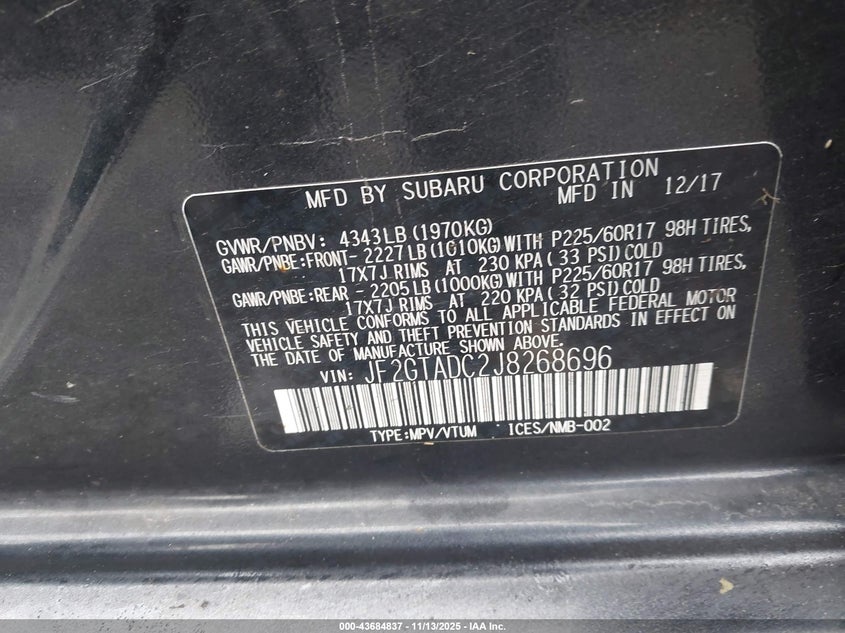 MFD BY SUBARU CORPORATION
MFD IN 12/17
GVWR/PNBV: 4343LB(1970KG)
GAWR/PNBE:FRONT-2227LB(1010KG)WITH P225/60R17 98H TIRES,
17X7J RIMS AT 230 KPA(33 PSI)COLD
GAWR/PNBE:REAR -2205LB(1000KG)WITH P225/60R17 98H TIRES,
17X7J RIMS AT 220 KPA(32 PSI)COLD
THIS VEHICLE CONFORMS TO ALL APPLICABLE FEDERAL MOTOR
VEHICLE SAFETY AND THEFT PREVENTION STANDARDS IN EFFECT ON
THE DATE OF MANUFACTURE SHOWN ABOVE.
VIN: JF2GTADC2J8268696
TYPE:MPV/VTUM ICES/NMB-002
000-43684837 | 11/13/2025 - IAA Inc.